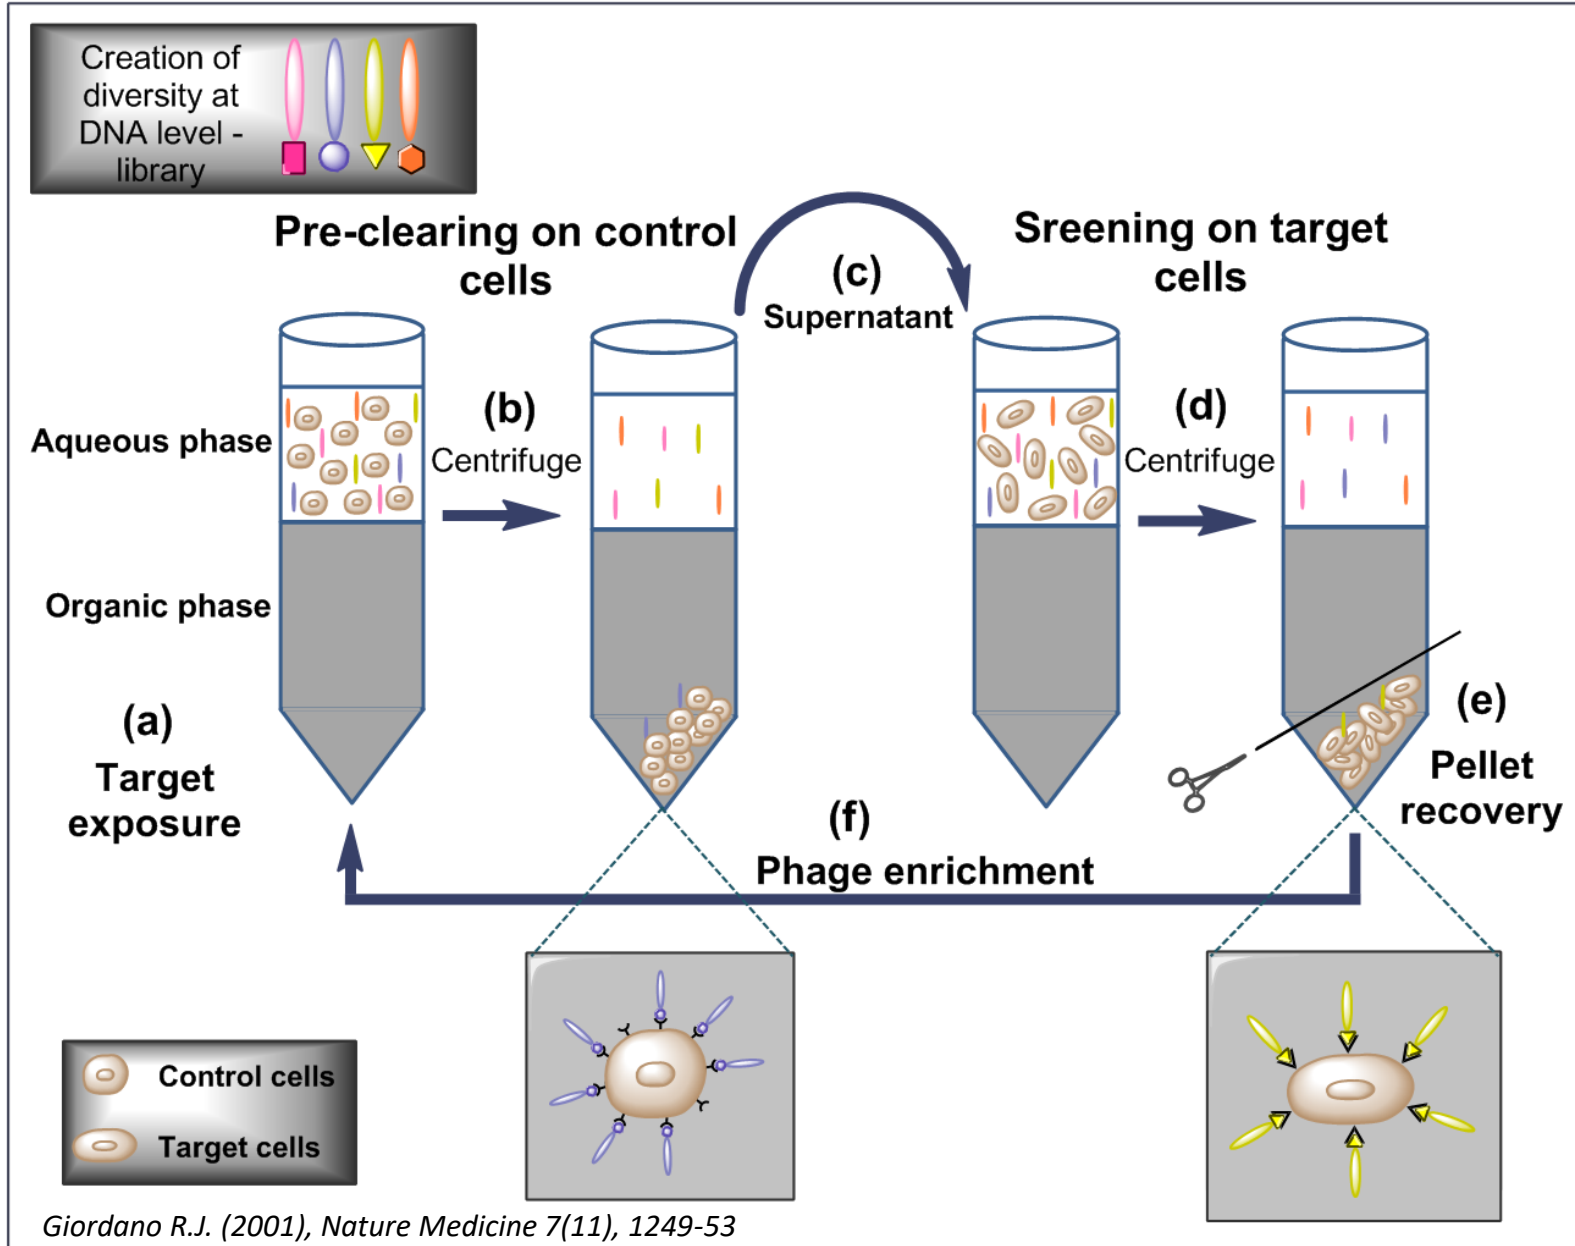 Creation of
diversity at
DNA level -
library
Pre-clearing on control
cells
(c)
Supernatant
Sreening on target
cells
Aqueous phase
(b)
Centrifuge
(d)
Centrifuge
Organic phase
(a)
Target
exposure
(e)
Pellet
recovery
(f)
Phage enrichment
Control cells
Target cells
Giordano R.J. (2001), Nature Medicine 7(11), 1249-53